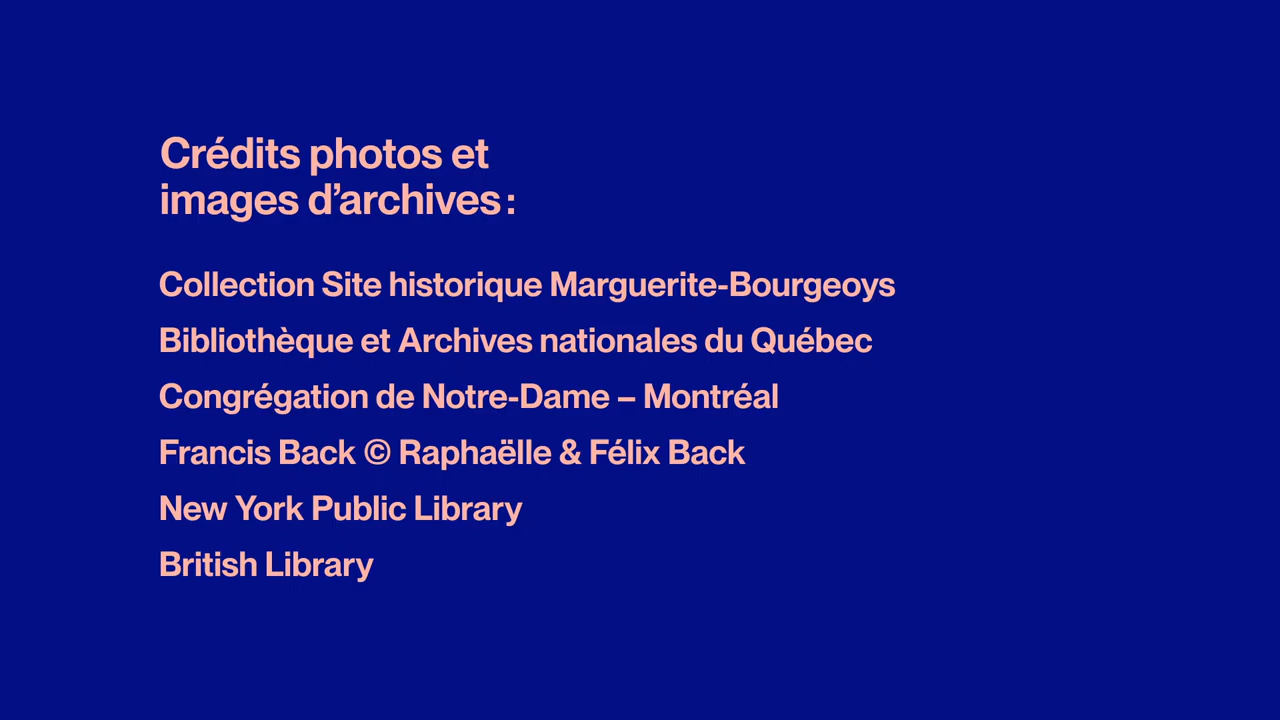 Crédits photos et
images d’archives :
Collection Site historique Marguerite-Bourgeoys
Bibliothèque et Archives nationales du Québec
Congrégation de Notre-Dame – Montréal
Francis Back © Raphaëlle & Félix Back
New York Public Library
British Library